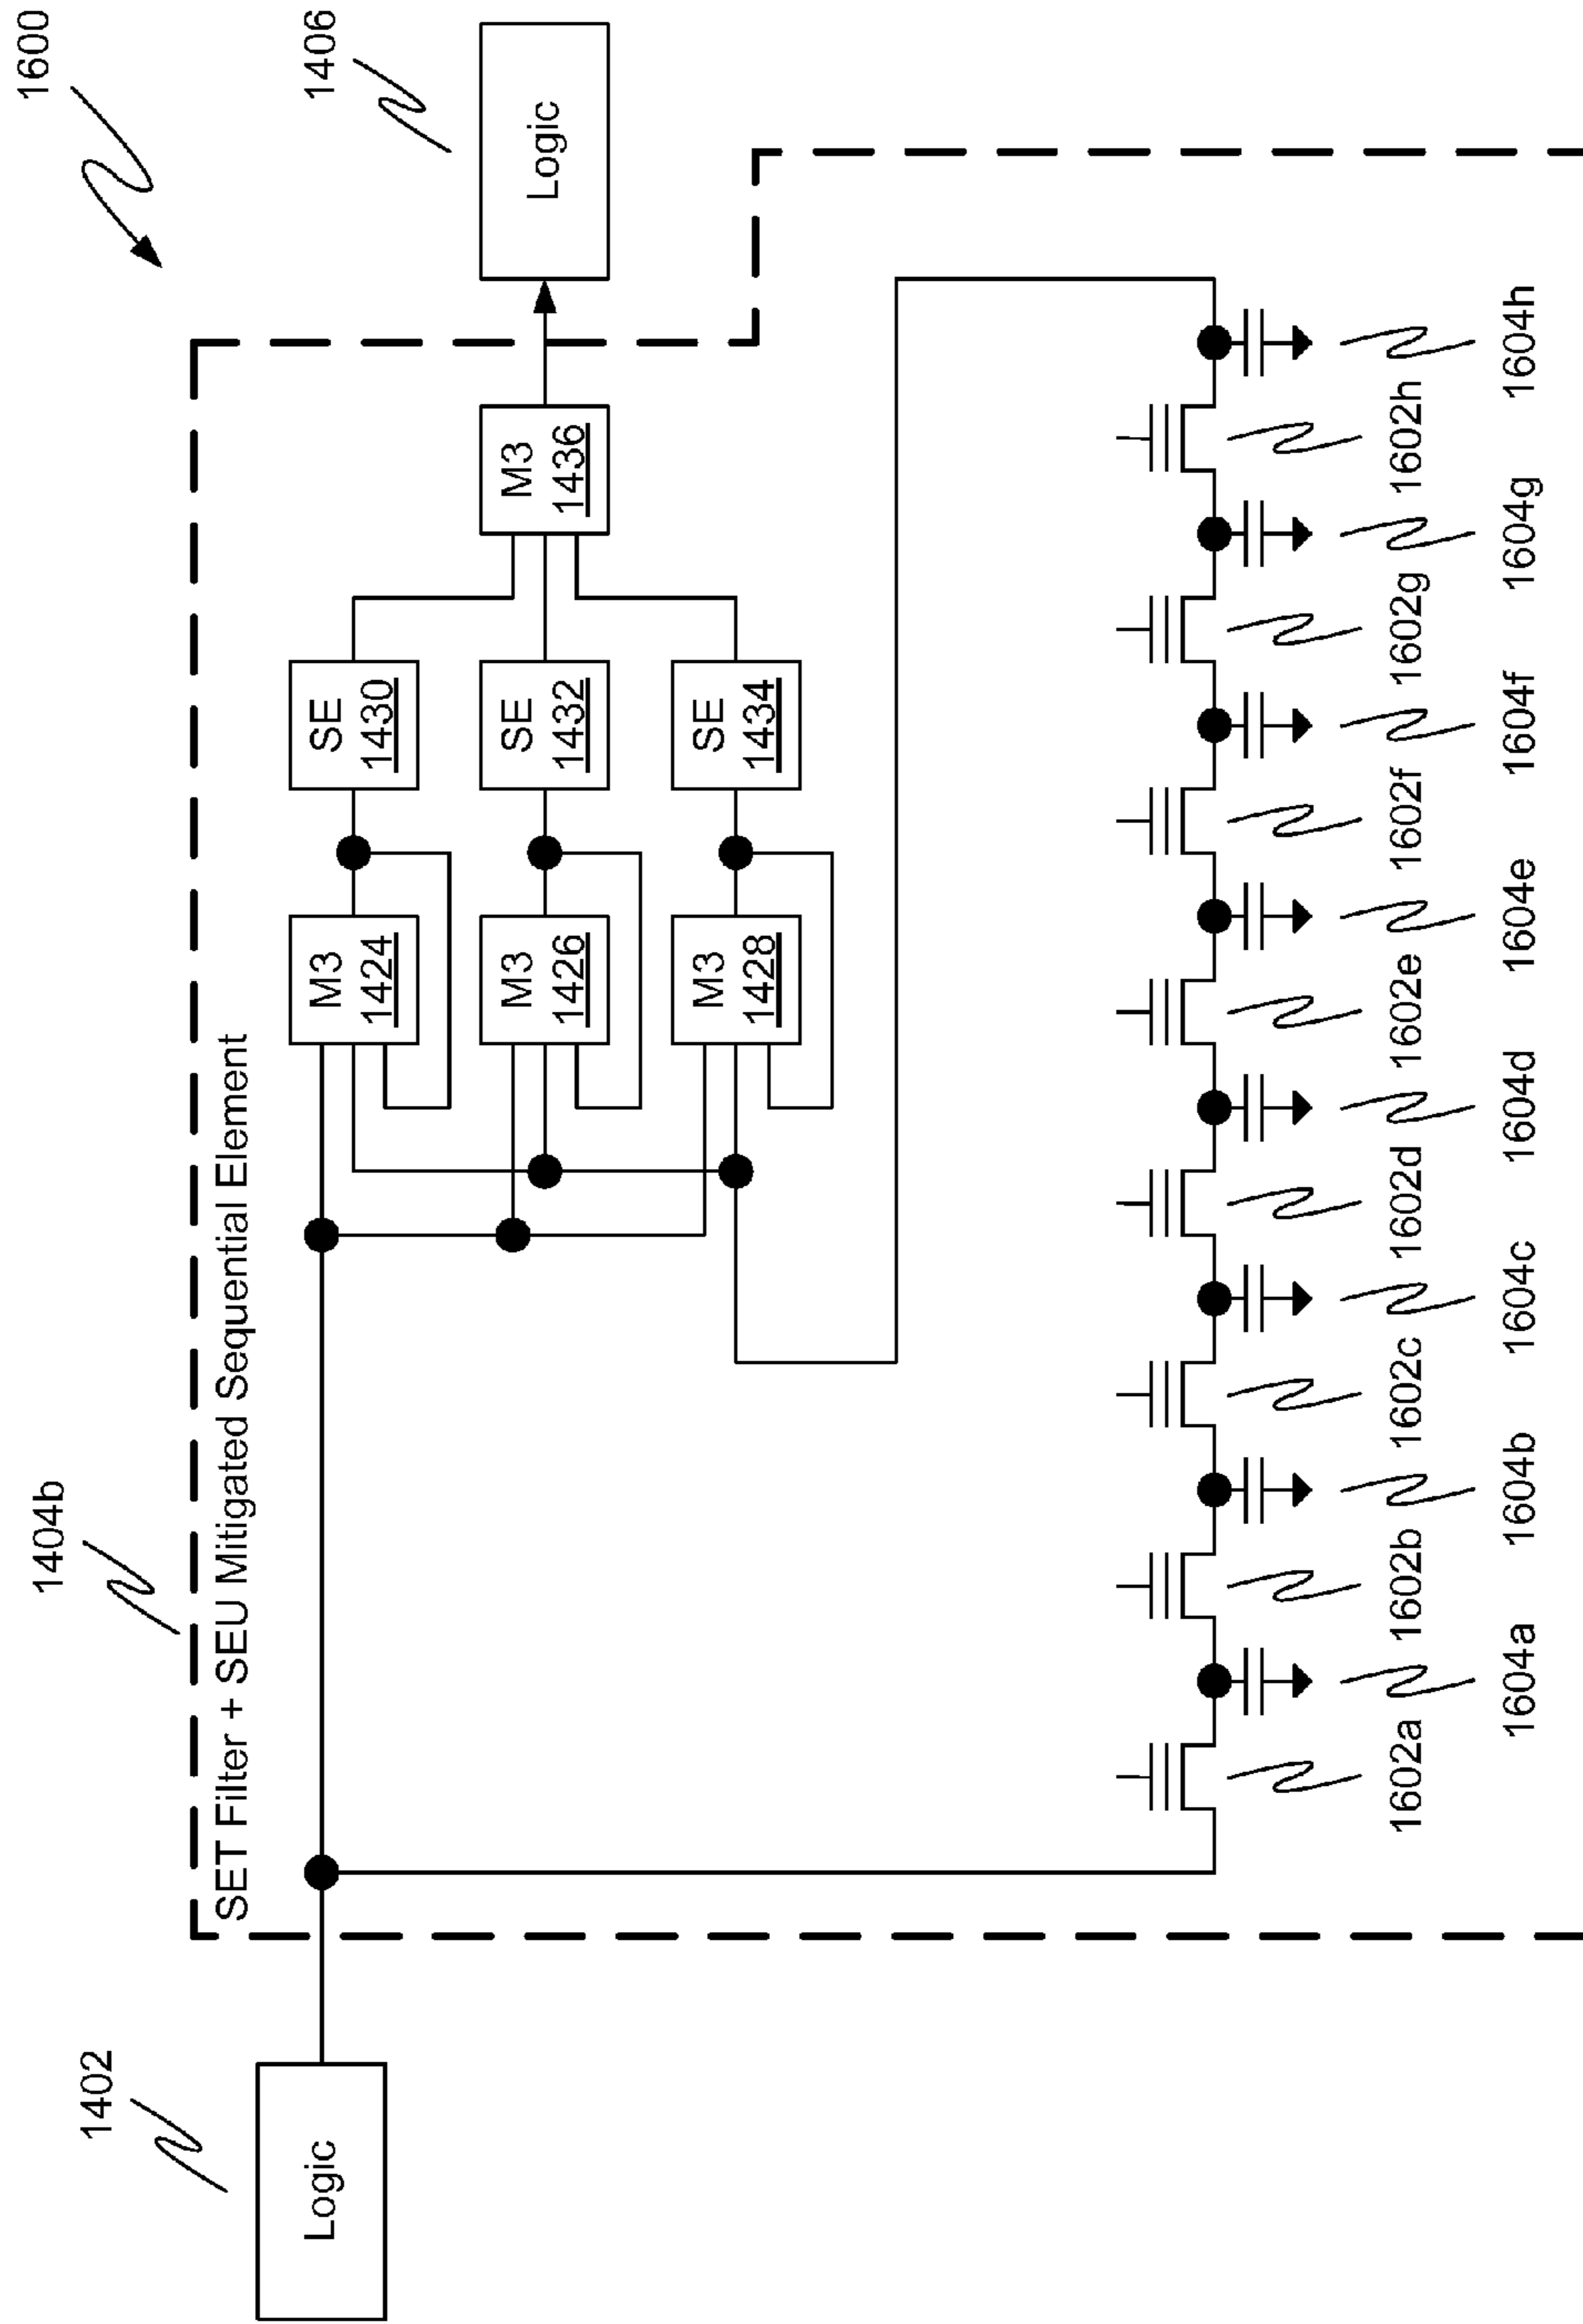 1600
1404b
1402
1406
SET Filter + SEU Mitigated Sequential Element
Logic
Logic
M3
1424
SE
1430
M3
1426
SE
1432
M3
1436
M3
1428
SE
1434
1602a
1602b
1602c
1602d
1602e
1602f
1602g
1602h
1604a
1604b
1604c
1604d
1604e
1604f
1604g
1604h